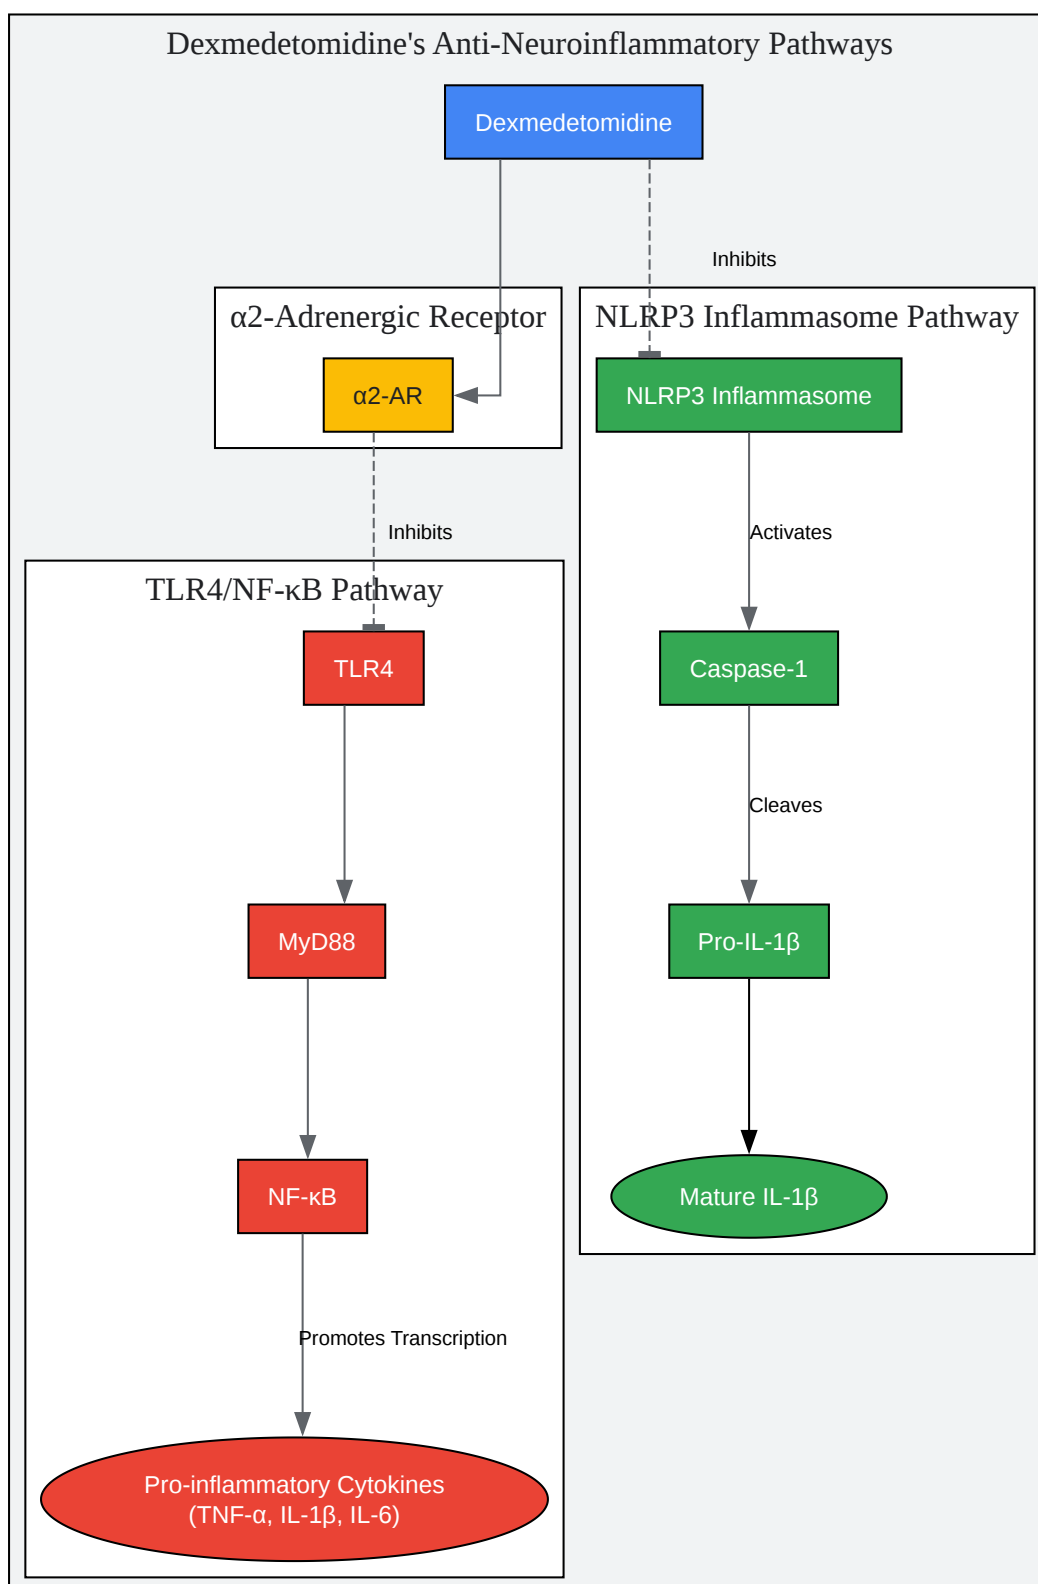 Dexmedetomidine's Anti-Neuroinflammatory Pathways
Dexmedetomidine
Inhibits
α2-Adrenergic Receptor
α2-AR
Inhibits
TLR4/NF-κB Pathway
TLR4
MyD88
NF-κB
Promotes Transcription
Pro-inflammatory Cytokines
(TNF-α, IL-1β, IL-6)
NLRP3 Inflammasome Pathway
NLRP3 Inflammasome
Activates
Caspase-1
Cleaves
Pro-IL-1β
Mature IL-1β